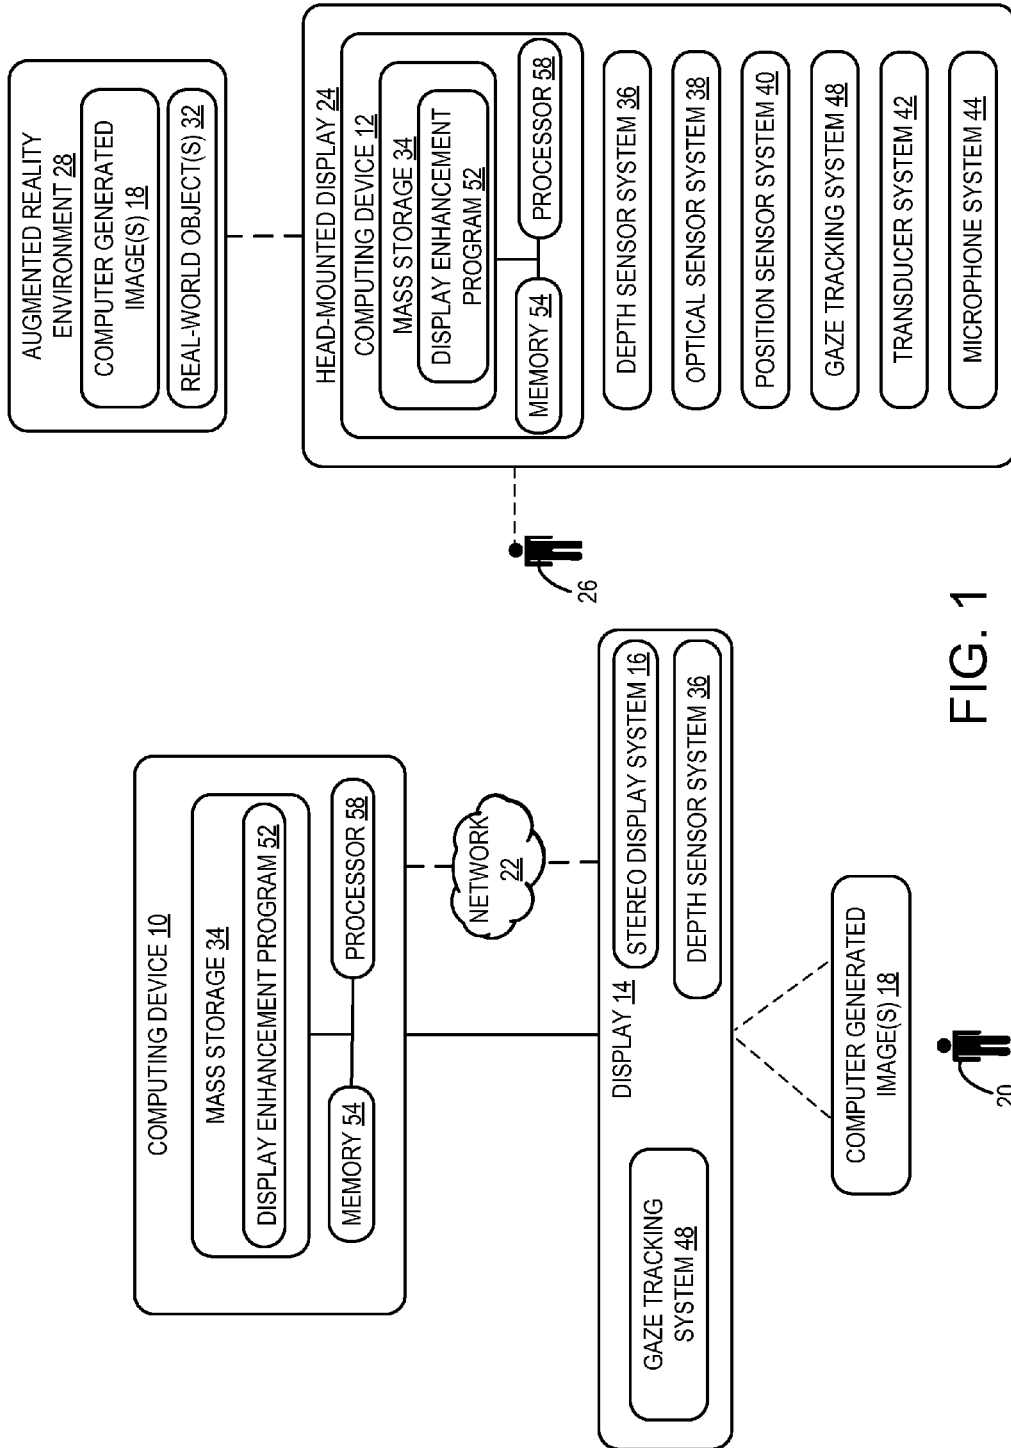 COMPUTING DEVICE 10
MASS STORAGE 34
DISPLAY ENHANCEMENT PROGRAM 52
MEMORY 54
PROCESSOR 58
NETWORK
22
DISPLAY 14
GAZE TRACKING
SYSTEM 48
STEREO DISPLAY SYSTEM 16
DEPTH SENSOR SYSTEM 36
COMPUTER GENERATED
IMAGE(S) 18
20
AUGMENTED REALITY
ENVIRONMENT 28
COMPUTER GENERATED
IMAGE(S) 18
REAL-WORLD OBJECT(S) 32
HEAD-MOUNTED DISPLAY 24
COMPUTING DEVICE 12
MASS STORAGE 34
DISPLAY ENHANCEMENT
PROGRAM 52
MEMORY 54
PROCESSOR 58
DEPTH SENSOR SYSTEM 36
OPTICAL SENSOR SYSTEM 38
POSITION SENSOR SYSTEM 40
GAZE TRACKING SYSTEM 48
TRANSDUCER SYSTEM 42
MICROPHONE SYSTEM 44
26
FIG. 1